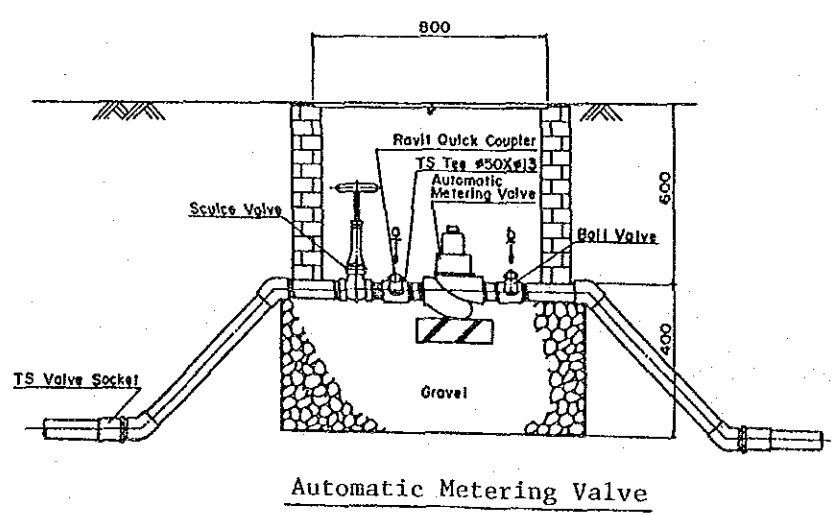 800
Ravit Quick Coupler
TS Tee ø50Xø13
Automatic
Metering Valve
600
Sculce Valve
a
b
Ball Valve
400
TS Valve Socket
Gravel
Automatic Metering Valve